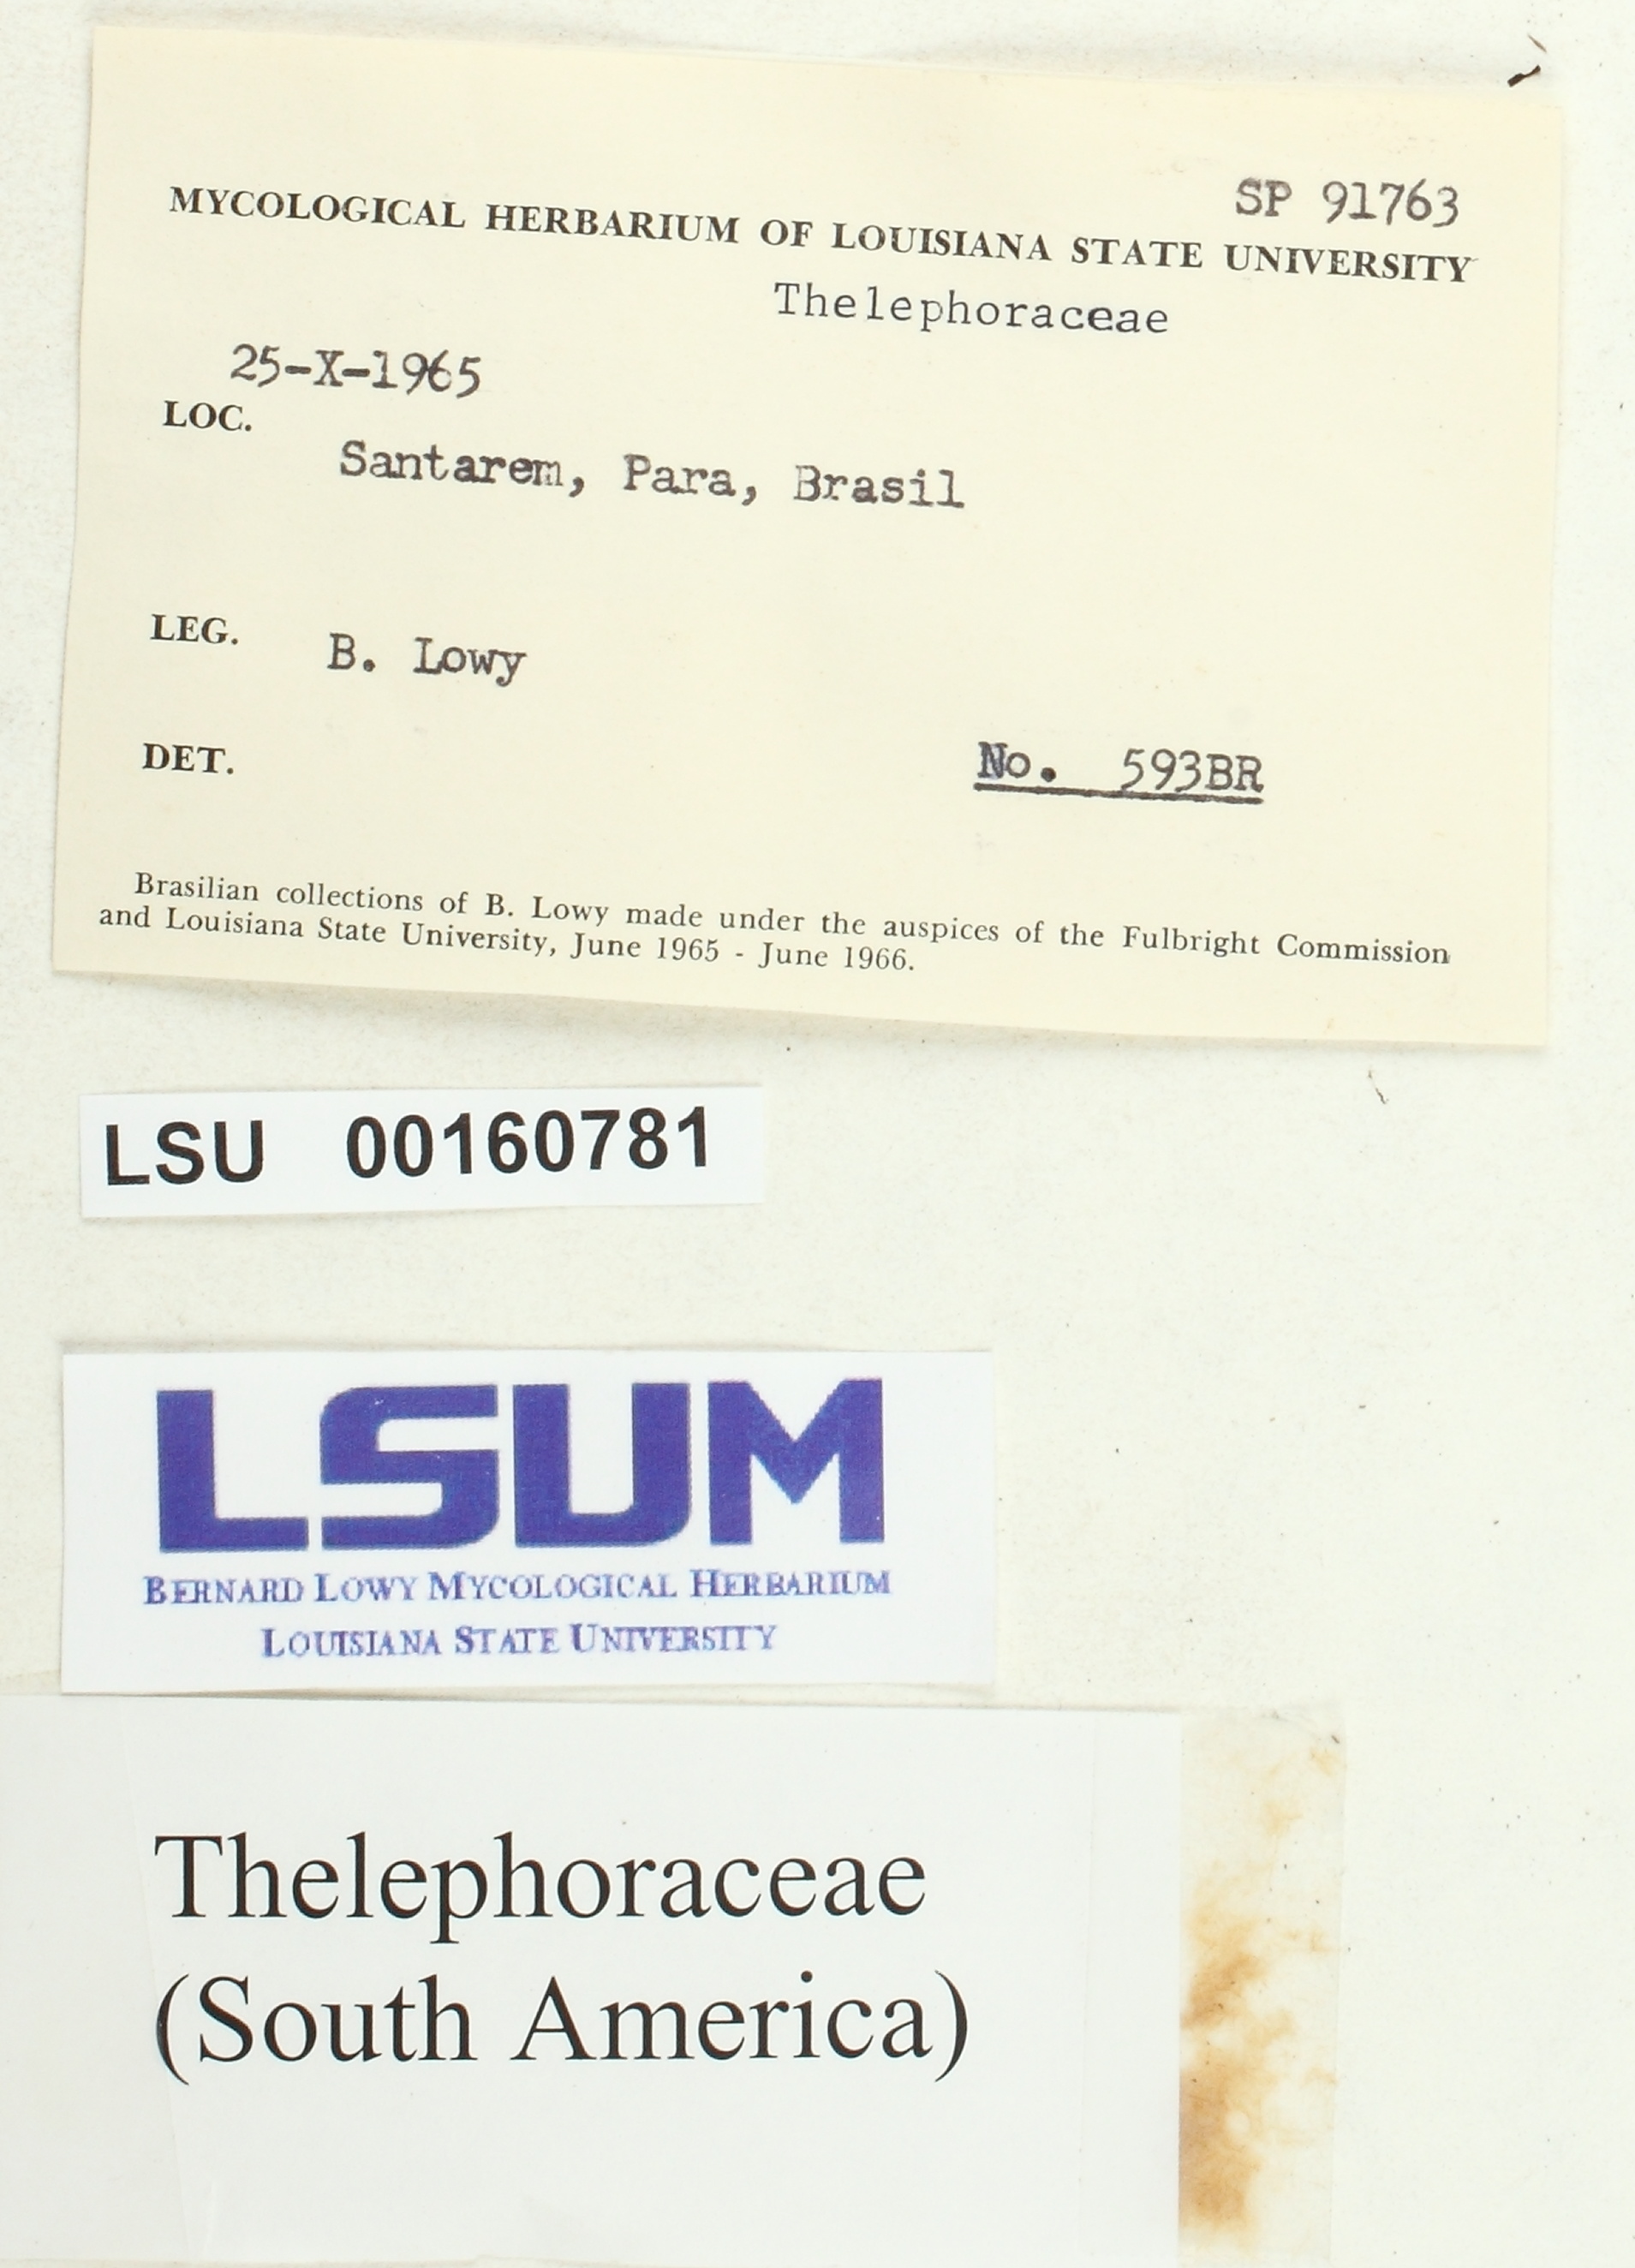 SP 91763
MYCOLOGICAL HERBARIUM OF LOUISIANA STATE UNIVERSITY
Thelephoraceae
25-X-1965
LOC.
Santarem, Para, Brasil
LEG. B. Lowy
DET. No. 593BR
Brasilian collections of B. Lowy made under the auspices of the Fulbright Commission
and Louisiana State University, June 1965 - June 1966.
LSU 00160781
LSUM
BERNARD LOWY MYCOLOGICAL HERBARIUM
LOUISIANA STATE UNIVERSITY
Thelephoraceae
(South America)